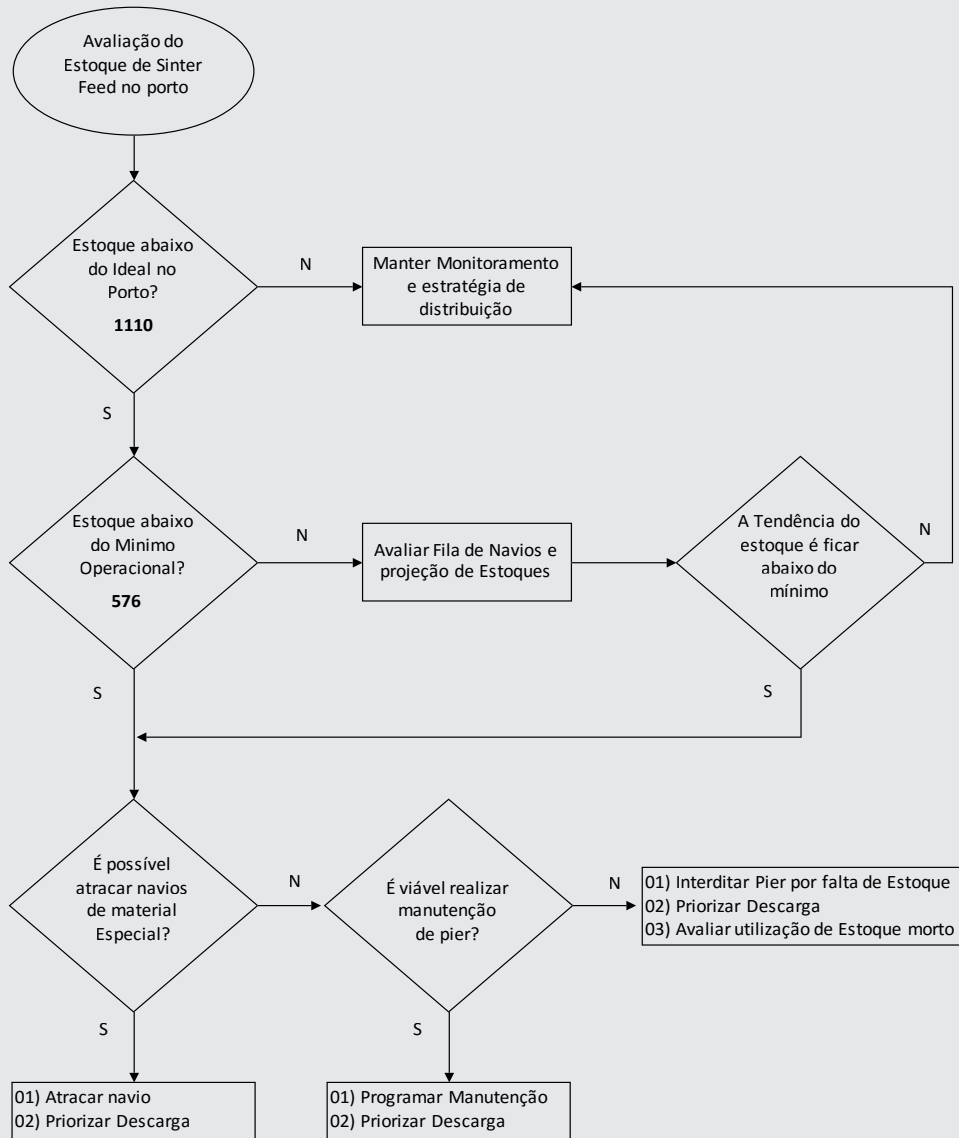 Avaliação do
Estoque de Sinter
Feed no porto
Estoque abaixo
do Ideal no
Porto?
1110
N
Manter Monitoramento
e estratégia de
distribuição
S
Estoque abaixo
do Minimo
Operacional?
576
N
Avaliar Fila de Navios e
projeção de Estoques
A Tendência do
estoque é ficar
abaixo do
mínimo
N
S
S
É possível
atracar navios
de material
Especial?
N
É viável realizar
manutenção
de pier?
N
01) Interditar Pier por falta de Estoque
02) Priorizar Descarga
03) Avaliar utilização de Estoque morto
S
S
01) Atracar navio
02) Priorizar Descarga
01) Programar Manutenção
02) Priorizar Descarga